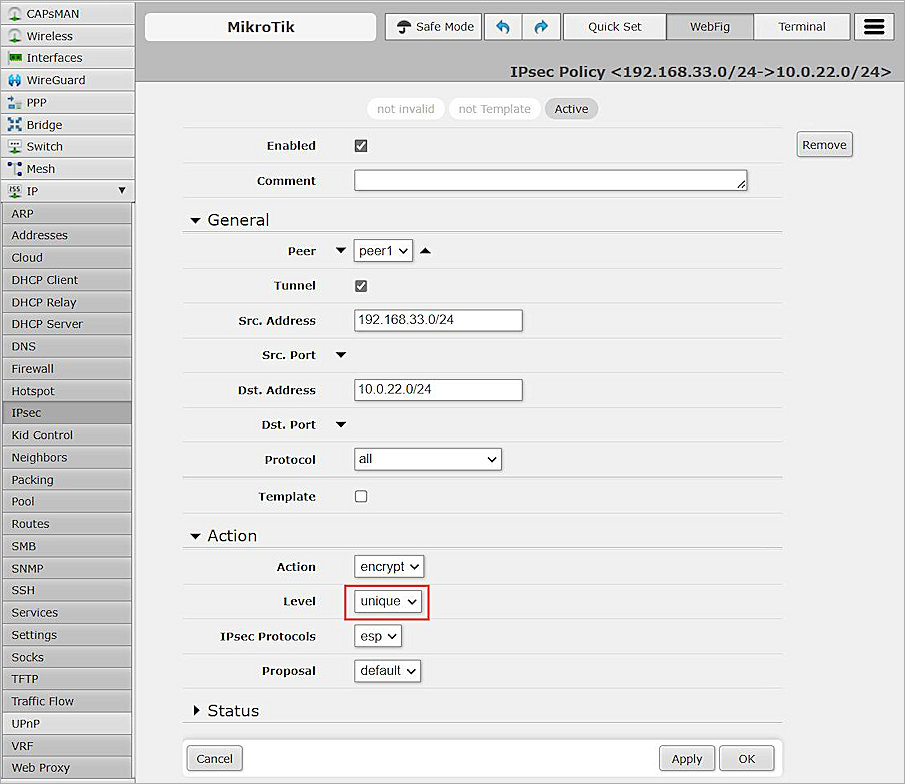 CAPsMAN
Wireless
Interfaces
WireGuard
PPP
Bridge
Switch
Mesh
IP
ARP
Addresses
Cloud
DHCP Client
DHCP Relay
DHCP Server
DNS
Firewall
Hotspot
IPsec
Kid Control
Neighbors
Packing
Pool
Routes
SMB
SNMP
SSH
Services
Settings
Socks
TFTP
Traffic Flow
UPnP
VRF
Web Proxy
MikroTik
Safe Mode
Quick Set
WebFig
Terminal
IPsec Policy <192.168.33.0/24->10.0.22.0/24>
not invalid not Template Active
Enabled
Remove
Comment
General
Peer peer1
Tunnel
Src. Address 192.168.33.0/24
Src. Port
Dst. Address 10.0.22.0/24
Dst. Port
Protocol all
Template
Action
Action encrypt
Level unique
IPsec Protocols esp
Proposal default
Status
Cancel Apply OK